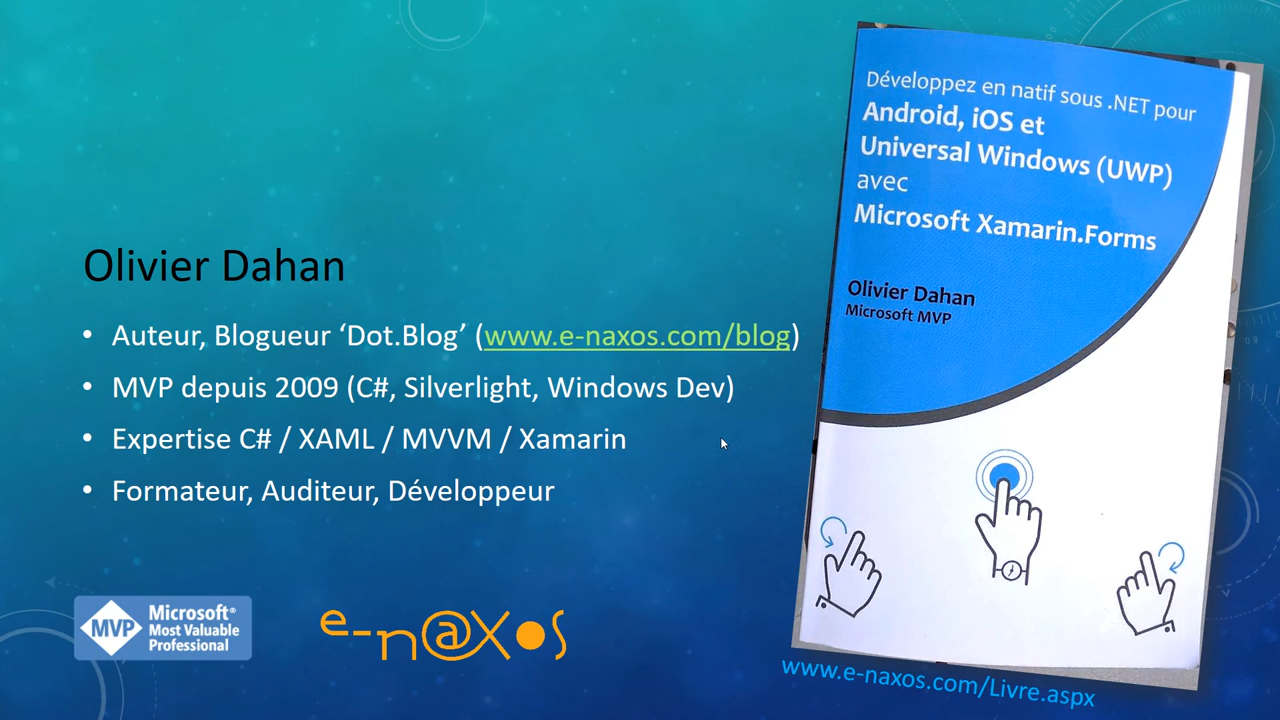 Olivier Dahan
• Auteur, Blogueur ‘Dot.Blog’ (www.e-naxos.com/blog)
• MVP depuis 2009 (C#, Silverlight, Windows Dev)
• Expertise C# / XAML / MVVM / Xamarin
• Formateur, Auditeur, Développeur
MVP
Microsoft®
Most Valuable
Professional
e-n@xos
Développez en natif sous .NET pour
Android, iOS et
Universal Windows (UWP)
avec
Microsoft Xamarin.Forms
Olivier Dahan
Microsoft MVP
www.e-naxos.com/Livre.aspx